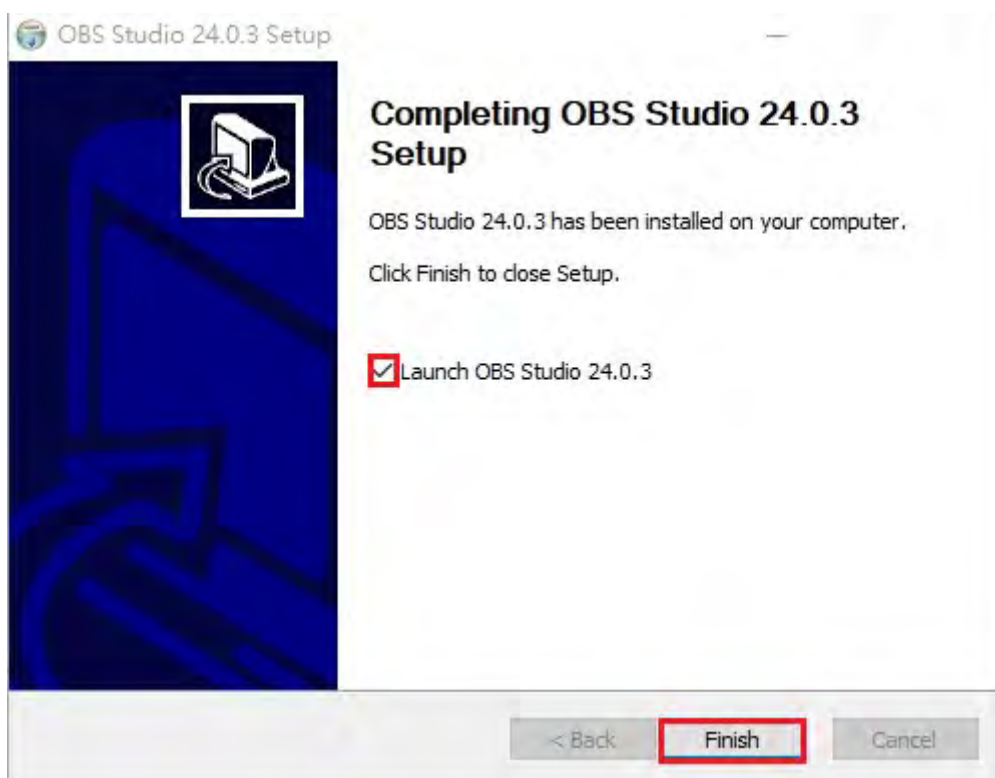 OBS Studio 24.0.3 Setup
Completing OBS Studio 24.0.3
Setup
OBS Studio 24.0.3 has been installed on your computer.
Click Finish to close Setup.
Launch OBS Studio 24.0.3
< Back Finish Cancel